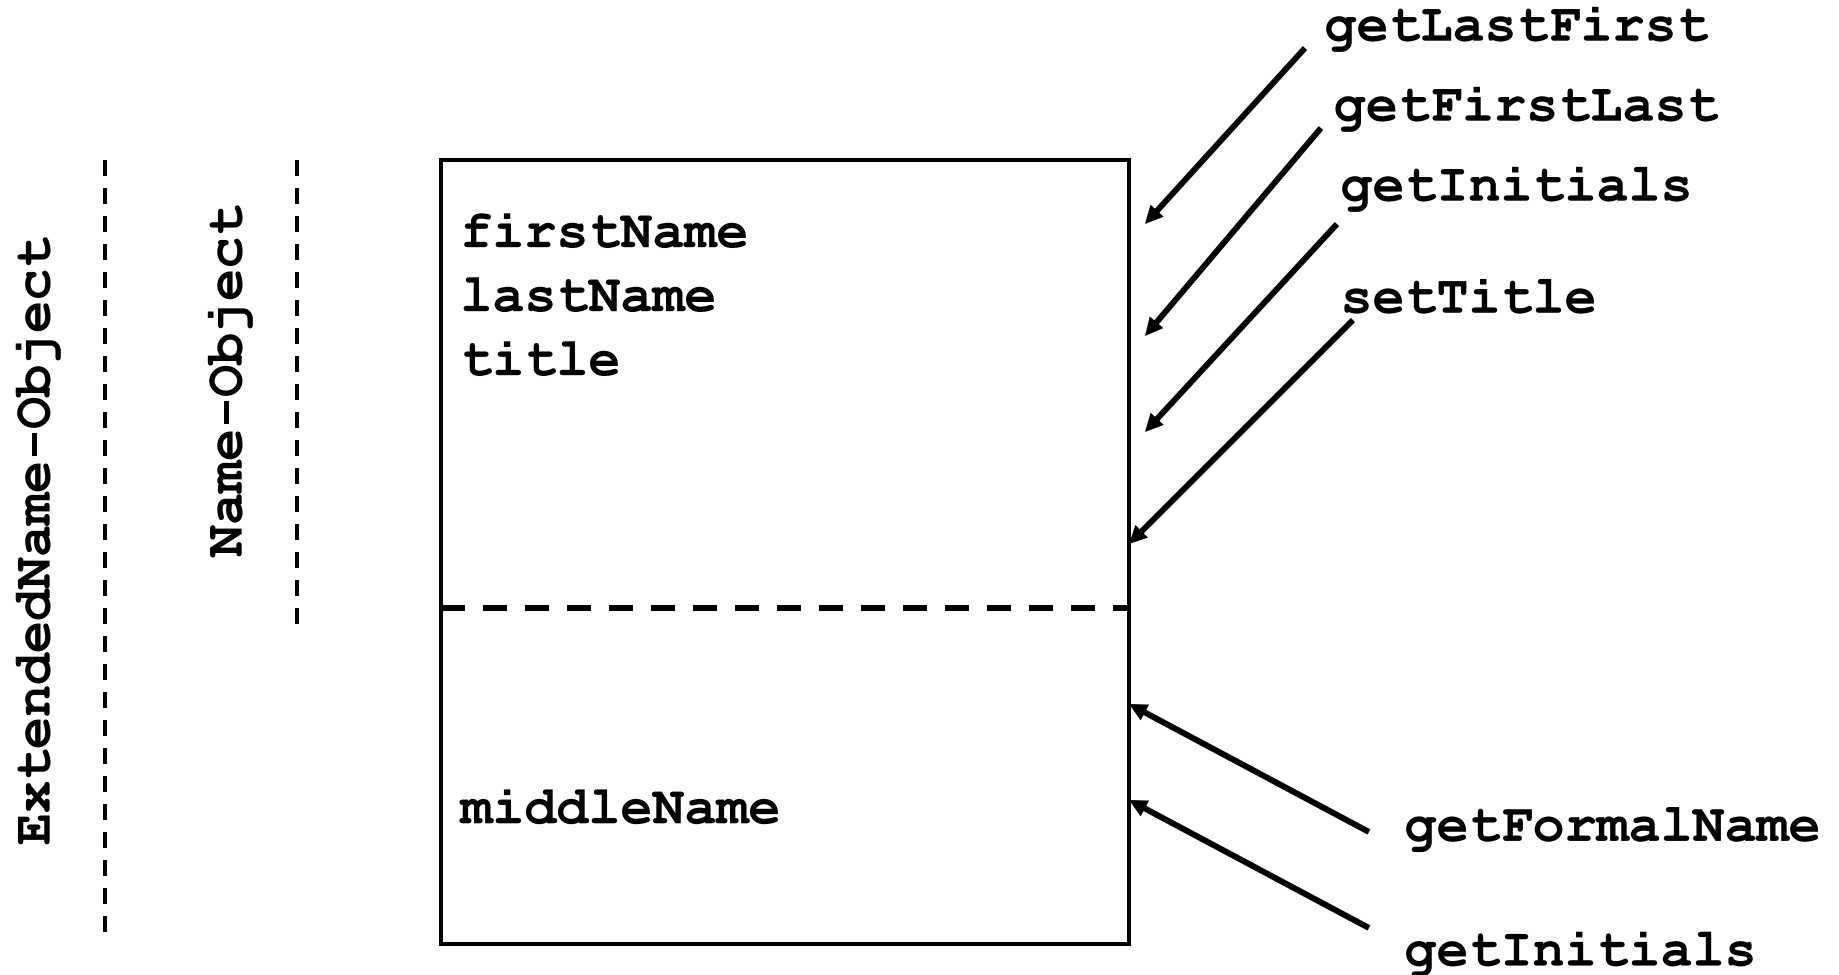 getLastFirst
getFirstLast
getInitials
setTitle
ExtendedName-Object
Name-Object
firstName
lastName
title
middleName
getFormalName
getInitials